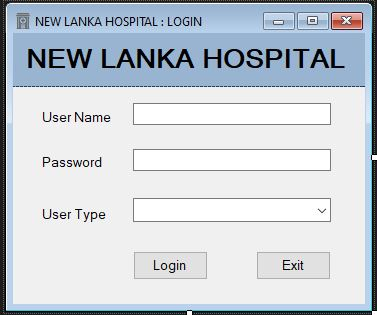 NEW LANKA HOSPITAL : LOGIN
NEW LANKA HOSPITAL
User Name
Password
User Type
Login Exit